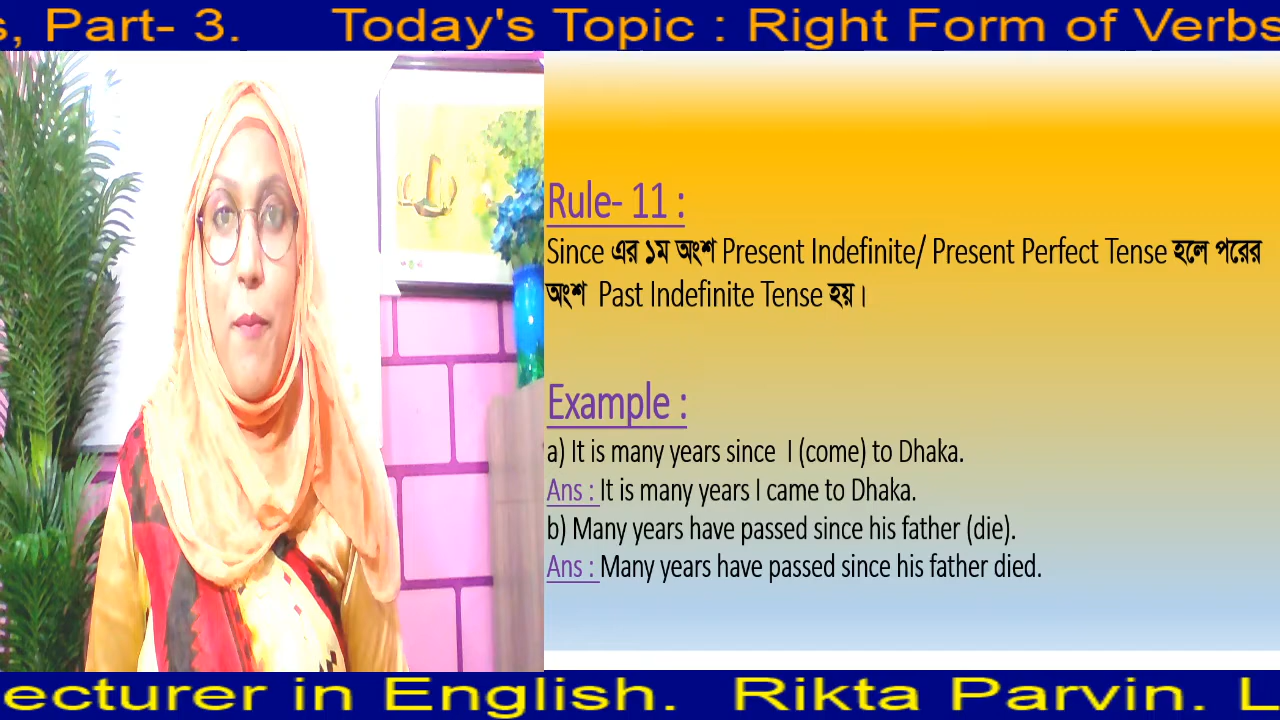 s, Part- 3. Today's Topic : Right Form of Verbs
Rule- 11 :
Since এর ১ম অংশ Present Indefinite/ Present Perfect Tense হলে পরের
অংশ Past Indefinite Tense হয়।
Example :
a) It is many years since I (come) to Dhaka.
Ans : It is many years I came to Dhaka.
b) Many years have passed since his father (die).
Ans : Many years have passed since his father died.
ecturer in English. Rikta Parvin. L